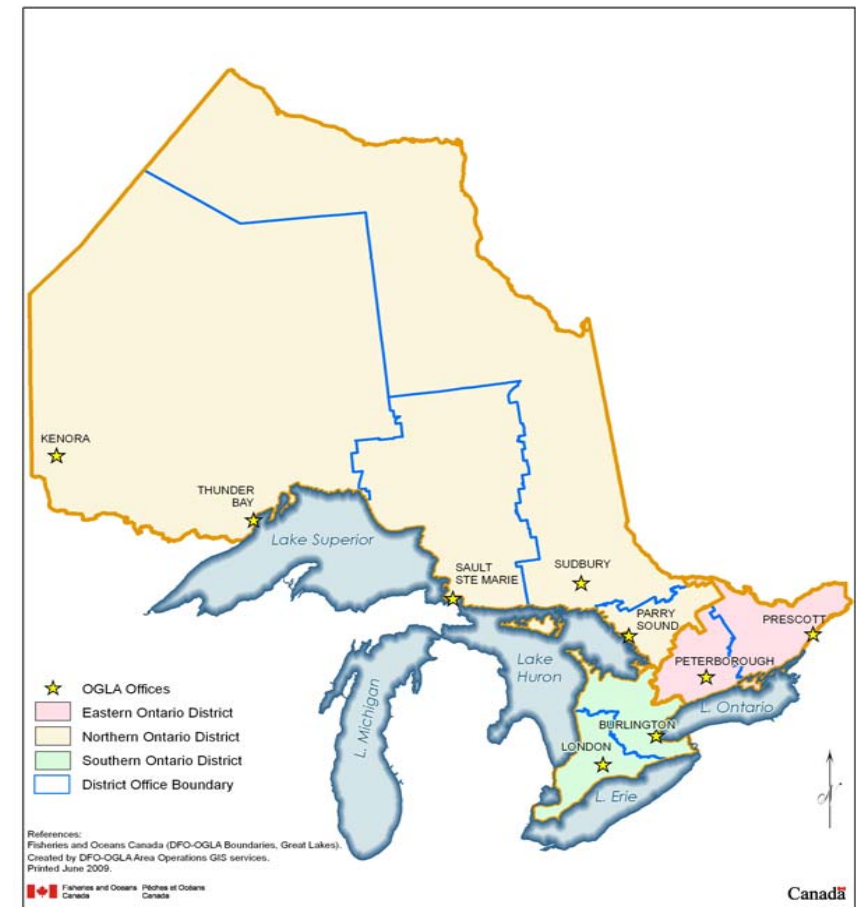 KENORA
THUNDER
BAY
Lake Superior
SAULT
STE MARIE
SUDBURY
PARRY
SOUND
PRESCOTT
PETERBOROUGH
Lake
Huron
L. Michigan
L. Ontario
BURLINGTON
LONDON
L. Erie
OGLA Offices
Eastern Ontario District
Northern Ontario District
Southern Ontario District
District Office Boundary
References:
Fisheries and Oceans Canada (DFO-OGLA Boundaries, Great Lakes).
Created by DFO-OGLA Area Operations GIS services.
Printed June 2009.
Fisheries and Oceans Pêches et Océans
Canada Canada
Canada
N